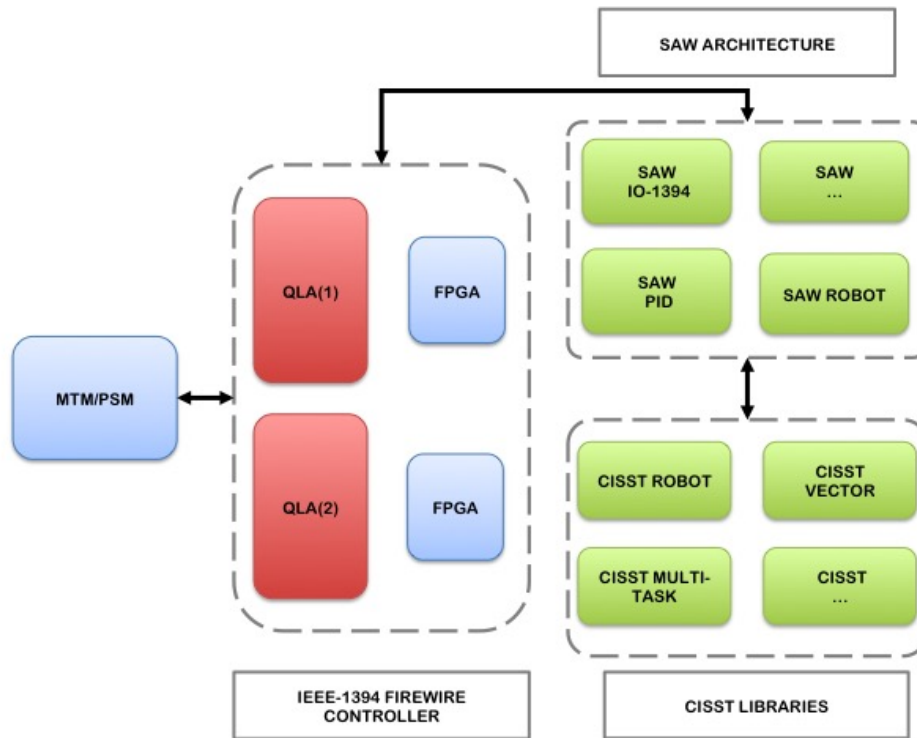 SAW ARCHITECTURE
SAW
IO-1394
SAW
...
QLA(1)
FPGA
SAW
PID
SAW ROBOT
MTM/PSM
CISST ROBOT
CISST
VECTOR
QLA(2)
FPGA
CISST MULTI-
TASK
CISST
...
IEEE-1394 FIREWIRE
CONTROLLER
CISST LIBRARIES